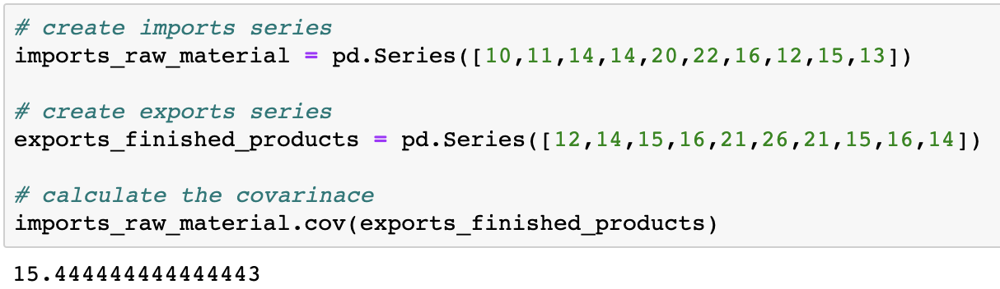 # create imports series
imports_raw_material = pd.Series([10,11,14,14,20,22,16,12,15,13])
# create exports series
exports_finished_products = pd.Series([12,14,15,16,21,26,21,15,16,14])
# calculate the covarinace
imports_raw_material.cov(exports_finished_products)
15.444444444444443